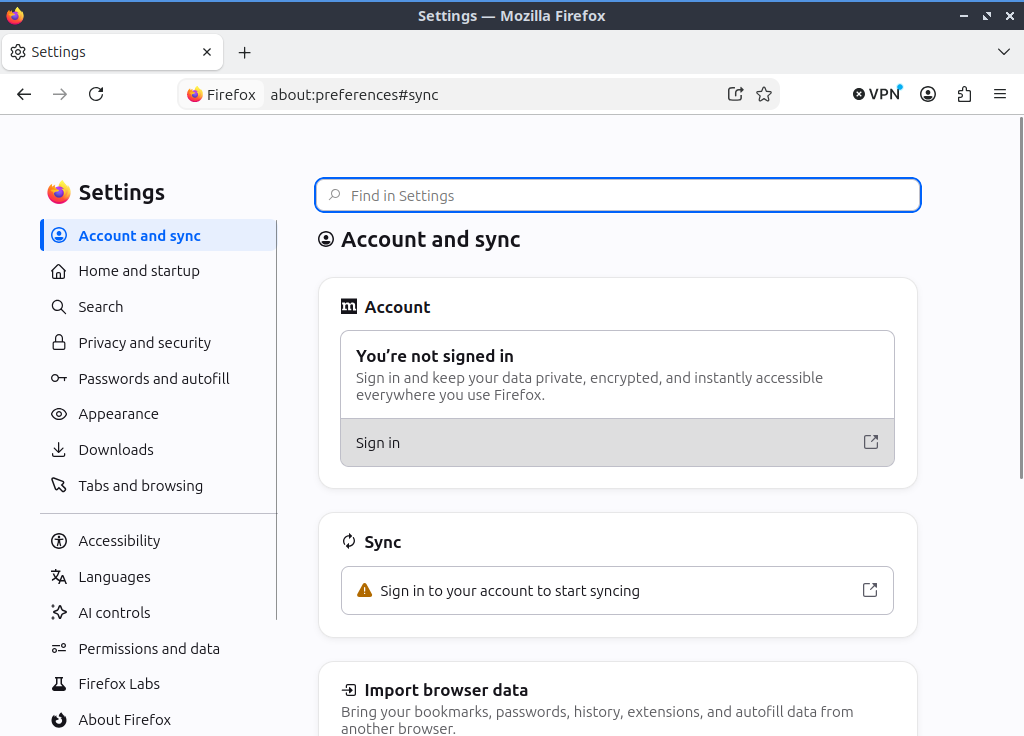 Settings — Mozilla Firefox
Settings
Firefox about:preferences#sync
VPN
Settings
Find in Settings
Account and sync
Home and startup
Search
Privacy and security
Passwords and autofill
Appearance
Downloads
Tabs and browsing
Accessibility
Languages
AI controls
Permissions and data
Firefox Labs
About Firefox
Account and sync
Account
You’re not signed in
Sign in and keep your data private, encrypted, and instantly accessible
everywhere you use Firefox.
Sign in
Sync
Sign in to your account to start syncing
Import browser data
Bring your bookmarks, passwords, history, extensions, and autofill data from
another browser.